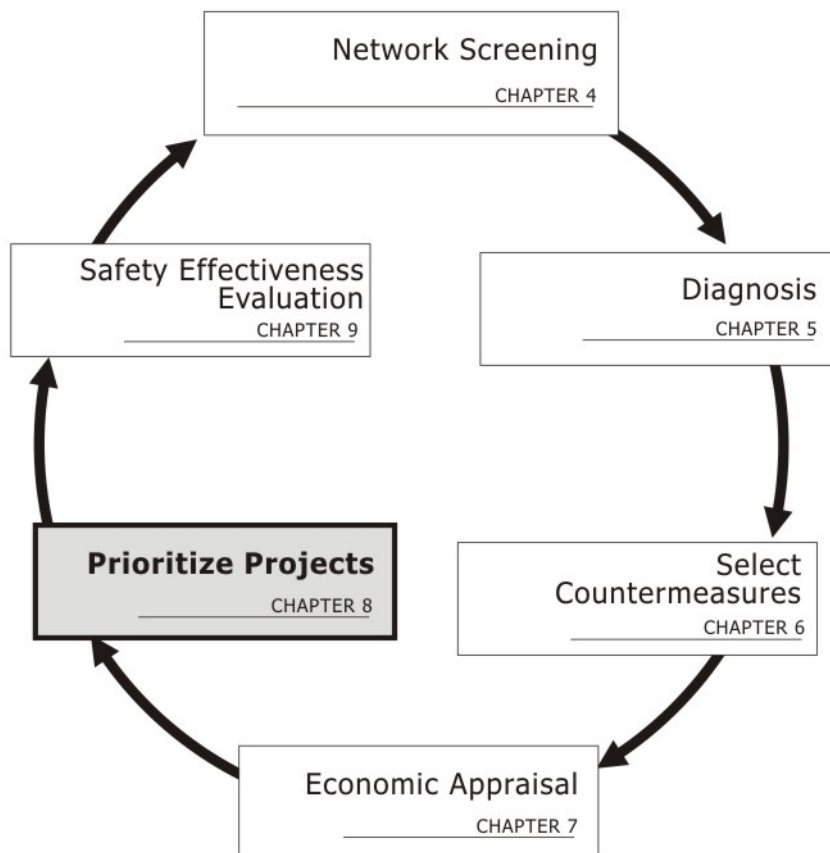 Network Screening
CHAPTER 4
Diagnosis
CHAPTER 5
Select
Countermeasures
CHAPTER 6
Economic Appraisal
CHAPTER 7
Prioritize Projects
CHAPTER 8
Safety Effectiveness
Evaluation
CHAPTER 9